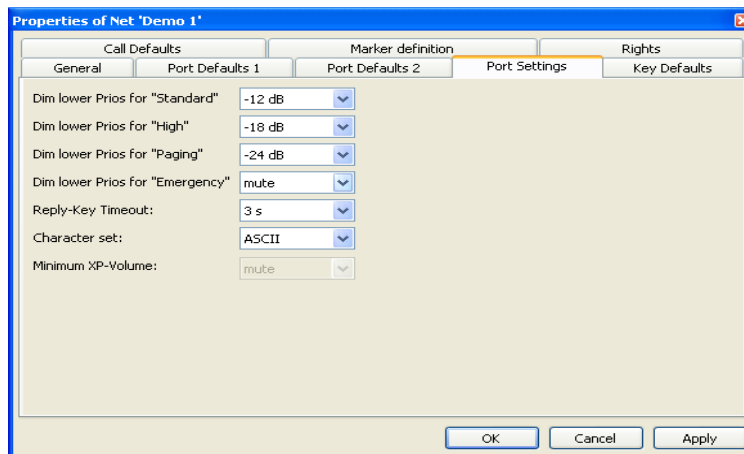 Properties of Net 'Demo 1'
Call Defaults Marker definition Rights
General Port Defaults 1 Port Defaults 2 Port Settings Key Defaults
Dim lower Prios for "Standard" -12 dB
Dim lower Prios for "High" -18 dB
Dim lower Prios for "Paging" -24 dB
Dim lower Prios for "Emergency" mute
Reply-Key Timeout: 3 s
Character set: ASCII
Minimum XP-Volume: mute
OK Cancel Apply